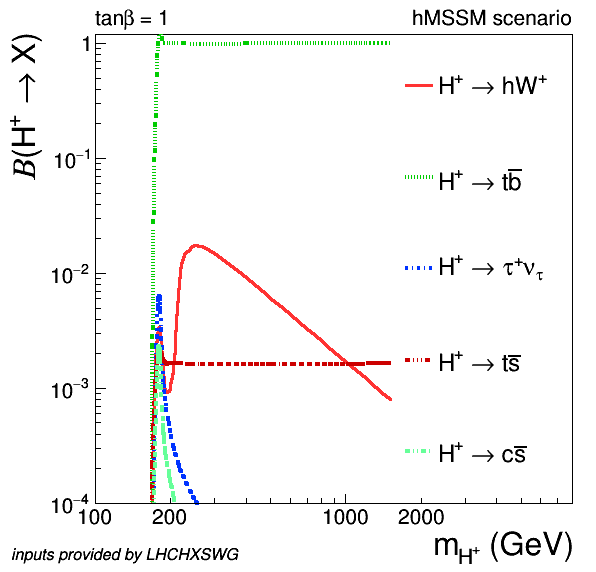 tanβ = 1 hMSSM scenario
B(H⁺ → X)
1
10⁻¹
10⁻²
10⁻³
10⁻⁴
H⁺ → hW⁺
H⁺ → tb̅
H⁺ → τ⁺ν_τ
H⁺ → ts̅
H⁺ → cs̅
100 200 1000 2000
m_H⁺ (GeV)
inputs provided by LHCHXSWG